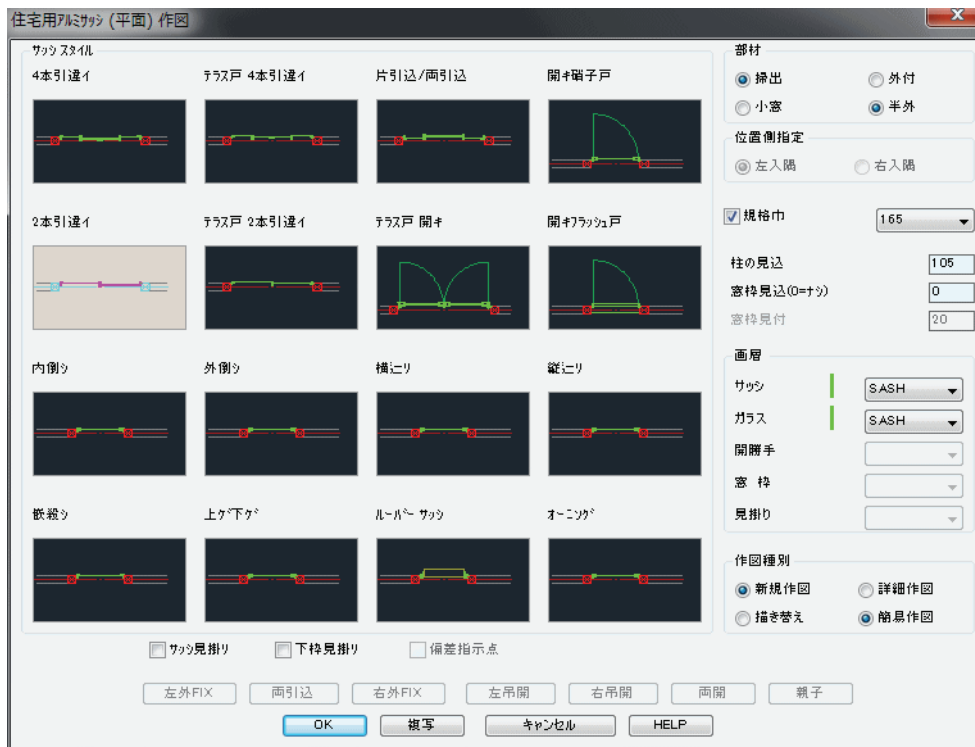 住宅用ｱﾙﾐｻｯｼ (平面) 作図
サッシ スタイル
4本引違イ
テラス戸 4本引違イ
片引込/両引込
開キ硝子戸
2本引違イ
テラス戸 2本引違イ
テラス戸 開キ
開キフラッシュ戸
内倒シ
外倒シ
横辷リ
縦辷リ
嵌殺シ
上ゲ下ゲ
ルーバー サッシ
オーニング
サッシ見掛リ
下枠見掛リ
偏差指示点
部材
掃出
外付
小窓
半外
位置側指定
左入隅
右入隅
規格巾
165
柱の見込
105
窓枠見込(0=ナシ)
0
窓枠見付
20
画層
サッシ
SASH
ガラス
SASH
開勝手
窓 枠
見掛り
作図種別
新規作図
詳細作図
描き替え
簡易作図
左外FIX
両引込
右外FIX
左吊開
右吊開
両開
親子
OK
複写
キャンセル
HELP